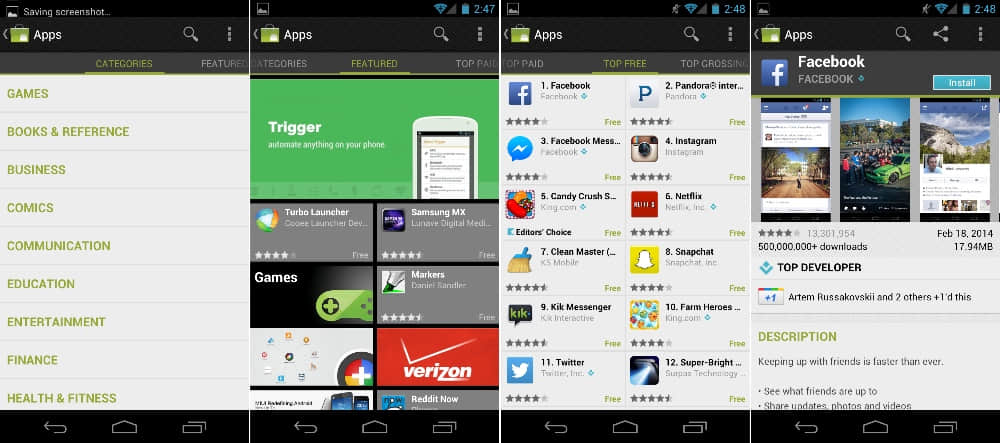 Saving screenshot...
Apps
CATEGORIES
FEATURED
GAMES
BOOKS & REFERENCE
BUSINESS
COMICS
COMMUNICATION
EDUCATION
ENTERTAINMENT
FINANCE
HEALTH & FITNESS
2:47
Apps
CATEGORIES
FEATURED
TOP PAID
Trigger
automate anything on your phone.
Turbo Launcher
Cooee Launcher Dev...
Free
Samsung MX
Lunave Digital Medi...
Free
Games
Markers
Daniel Sandler
Free
verizon
Reddit Now
2:48
Apps
TOP PAID
TOP FREE
TOP GROSSING
1. Facebook
Facebook
Free
2. Pandora® inter...
Pandora
Free
3. Facebook Mess...
Facebook
Free
4. Instagram
Instagram
Free
5. Candy Crush S...
King.com
Editors' Choice
Free
6. Netflix
Netflix, Inc.
Free
7. Clean Master (...
KS Mobile
Free
8. Snapchat
Snapchat, Inc.
Free
9. Kik Messenger
Kik Interactive
Free
10. Farm Heroes ...
King.com
Free
11. Twitter
Twitter, Inc.
12. Super-Bright ...
Surpax Technology ...
2:48
Apps
Facebook
FACEBOOK
Install
13,301,954
Feb 18, 2014
500,000,000+ downloads
17.94MB
TOP DEVELOPER
+1
Artem Russakovskii and 2 others +1'd this
DESCRIPTION
Keeping up with friends is faster than ever.
• See what friends are up to
• Share updates, photos and videos